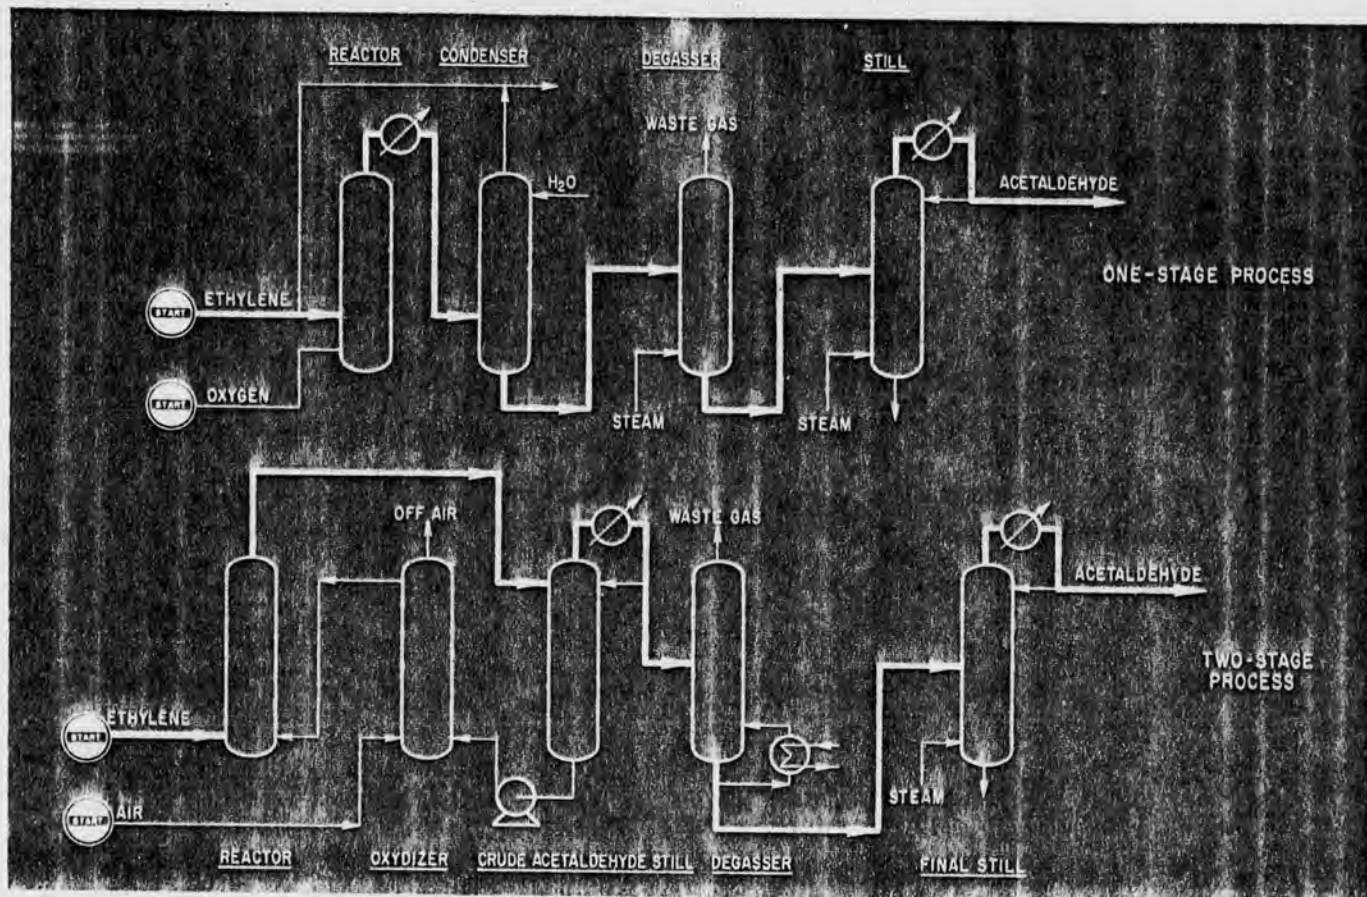 REACTOR
CONDENSER
DEGASSER
STILL
WASTE GAS
H₂O
ACETALDEHYDE
ONE-STAGE PROCESS
START
ETHYLENE
START
OXYGEN
STEAM
STEAM
OFF AIR
WASTE GAS
ACETALDEHYDE
TWO-STAGE
PROCESS
START
ETHYLENE
Σ
STEAM
START
AIR
REACTOR
OXYDIZER
CRUDE ACETALDEHYDE STILL
DEGASSER
FINAL STILL